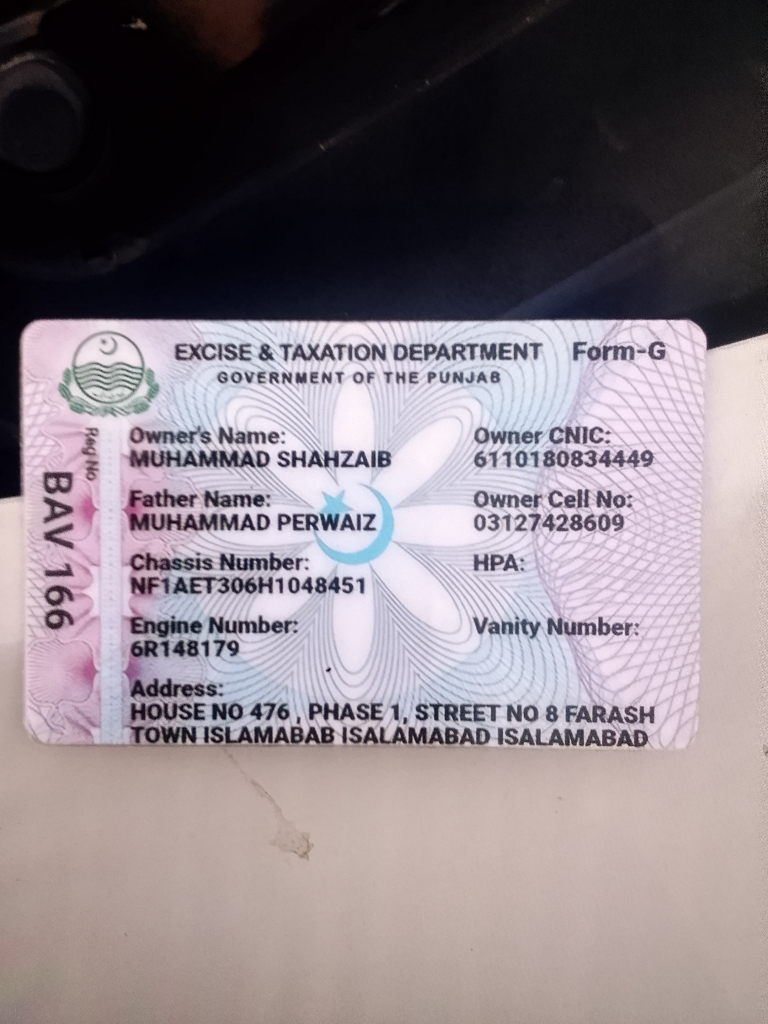 EXCISE & TAXATION DEPARTMENT Form-G
GOVERNMENT OF THE PUNJAB
Reg No
BAV 166
Owner's Name: Owner CNIC:
MUHAMMAD SHAHZAIB 6110180834449
Father Name: Owner Cell No:
MUHAMMAD PERWAIZ 03127428609
Chassis Number: HPA:
NF1AET306H1048451
Engine Number: Vanity Number:
6R148179
Address:
HOUSE NO 476 , PHASE 1, STREET NO 8 FARASH
TOWN ISLAMABAB ISALAMABAD ISALAMABAD